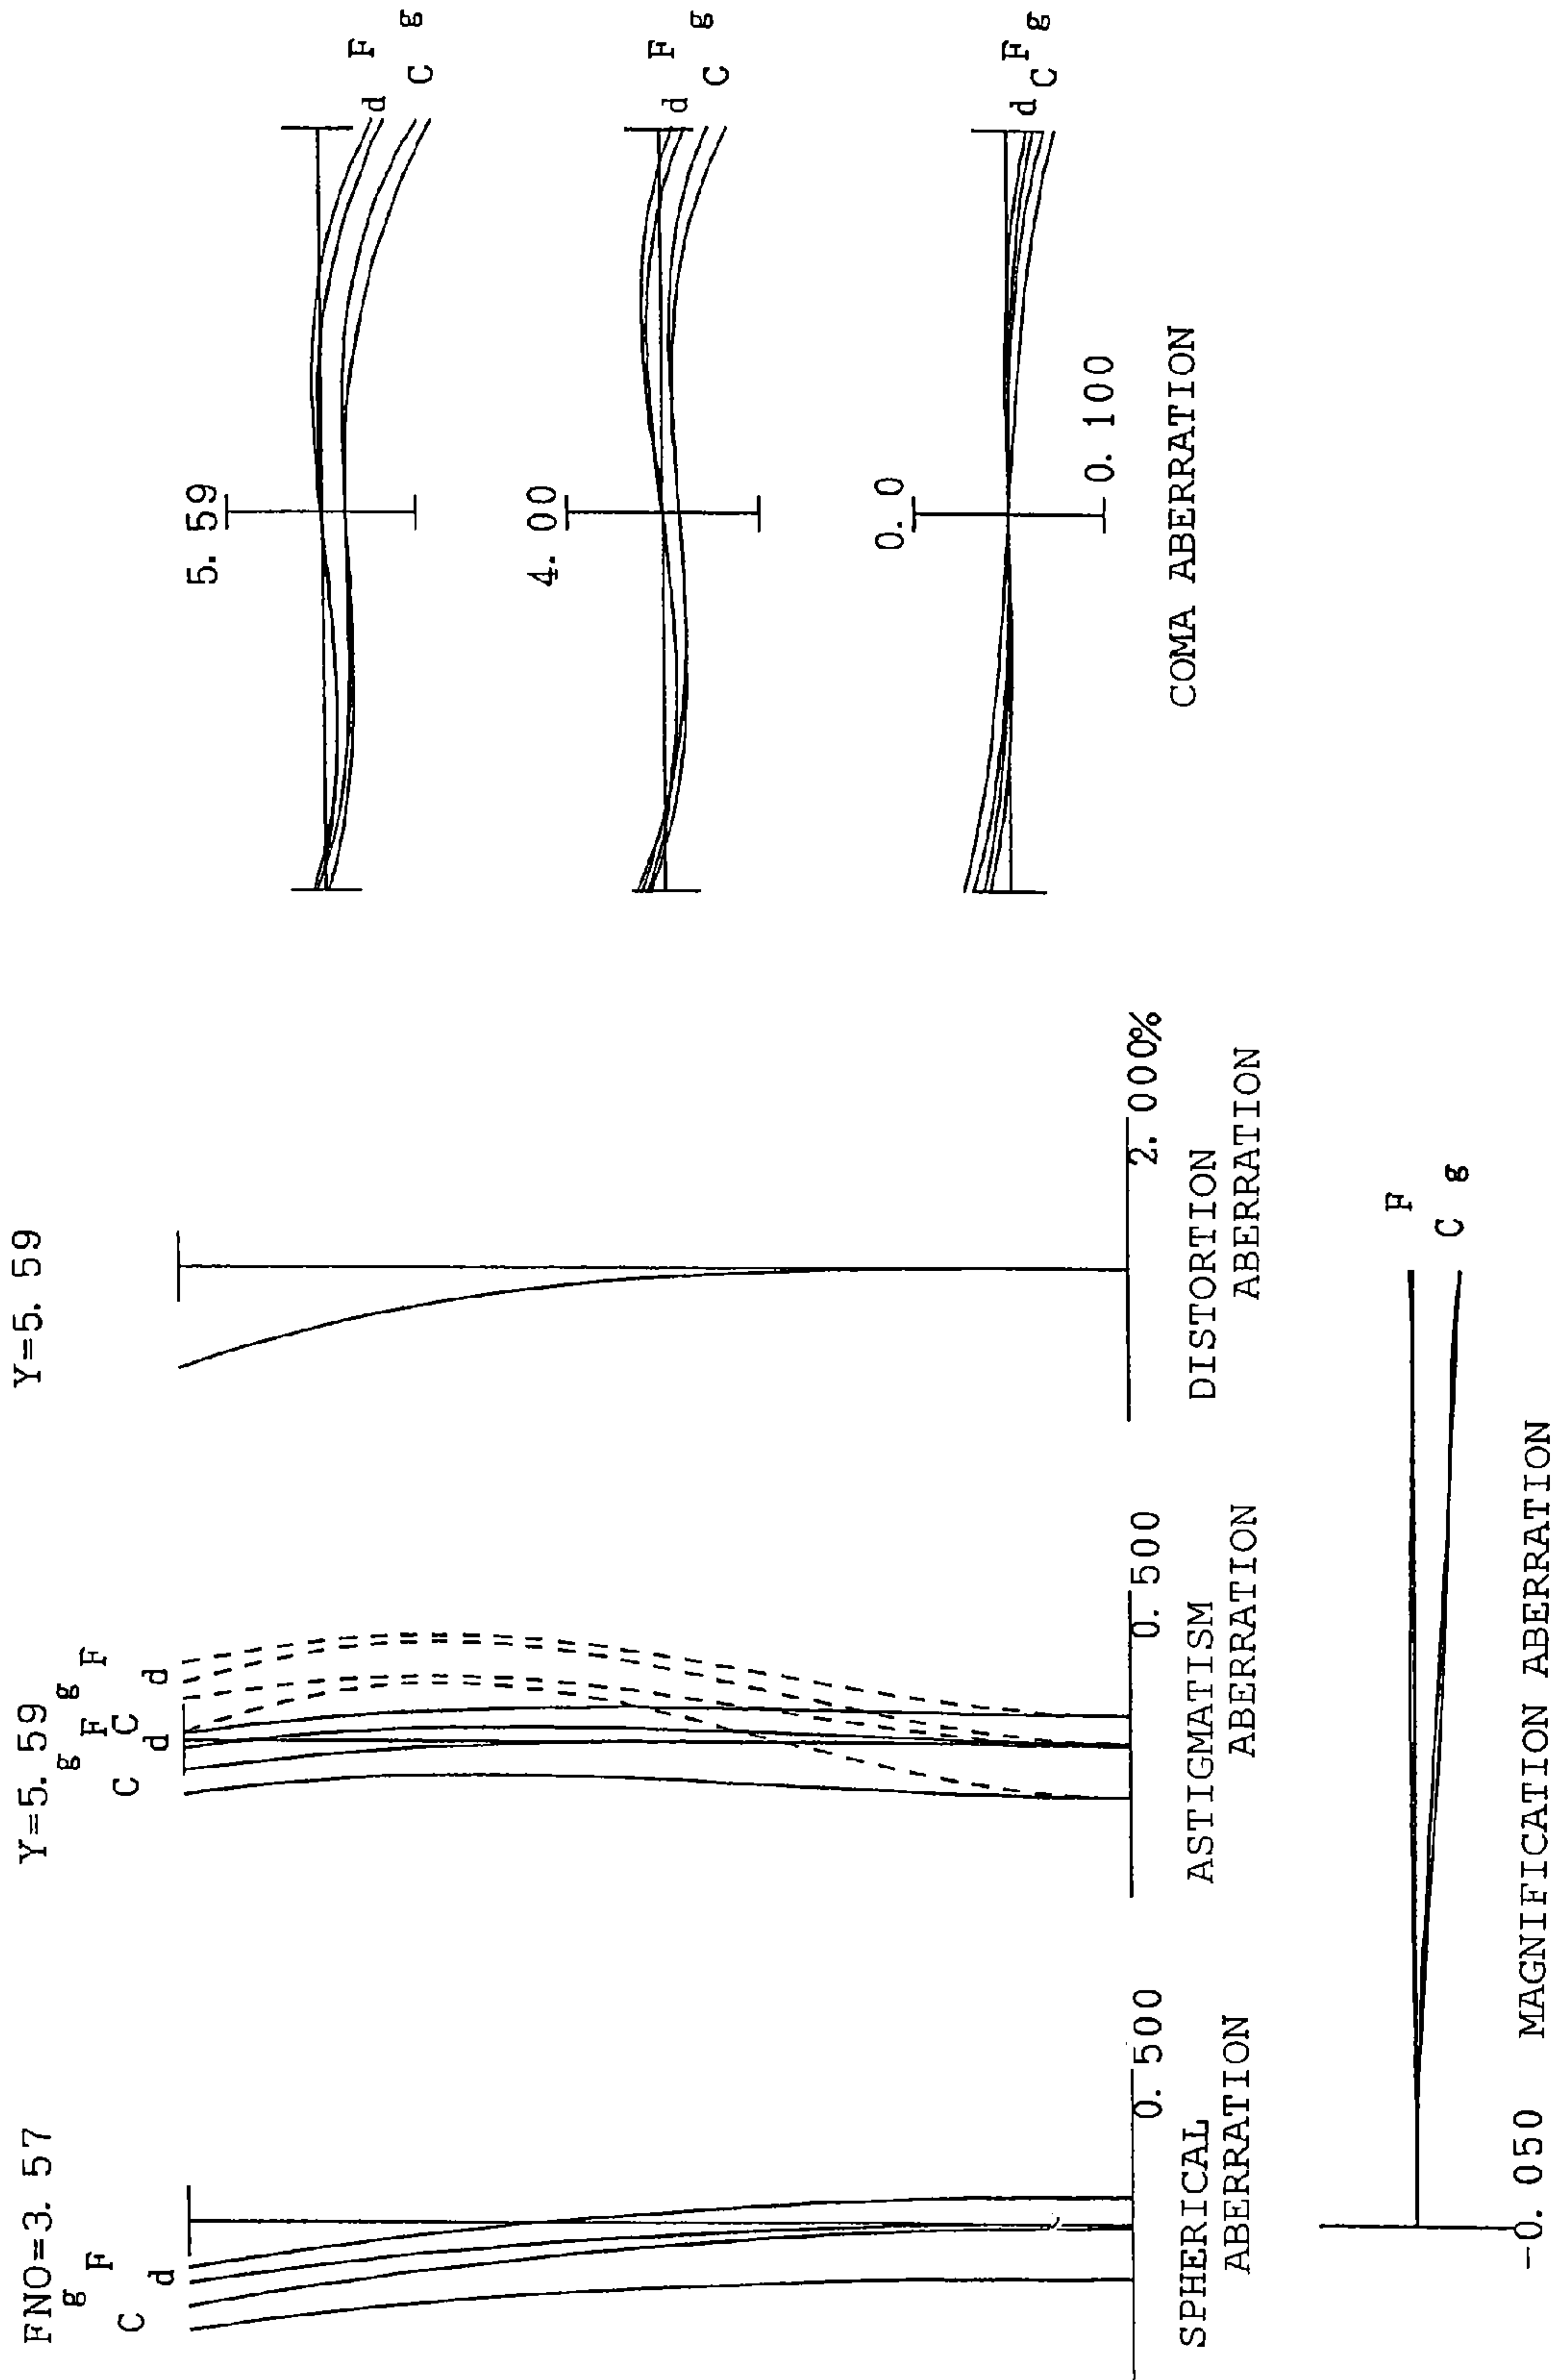 FNO=3.57
g
F
C
d
0.500
SPHERICAL
ABERRATION
Y=5.59
g
F
C
d
g
F
C
d
0.500
ASTIGMATISM
ABERRATION
Y=5.59
2.000%
DISTORTION
ABERRATION
5.59
d
F
C
g
4.00
d
F
C
g
0.0
d
C
F
g
0.100
COMA ABERRATION
F
C
g
-0.050
MAGNIFICATION ABERRATION